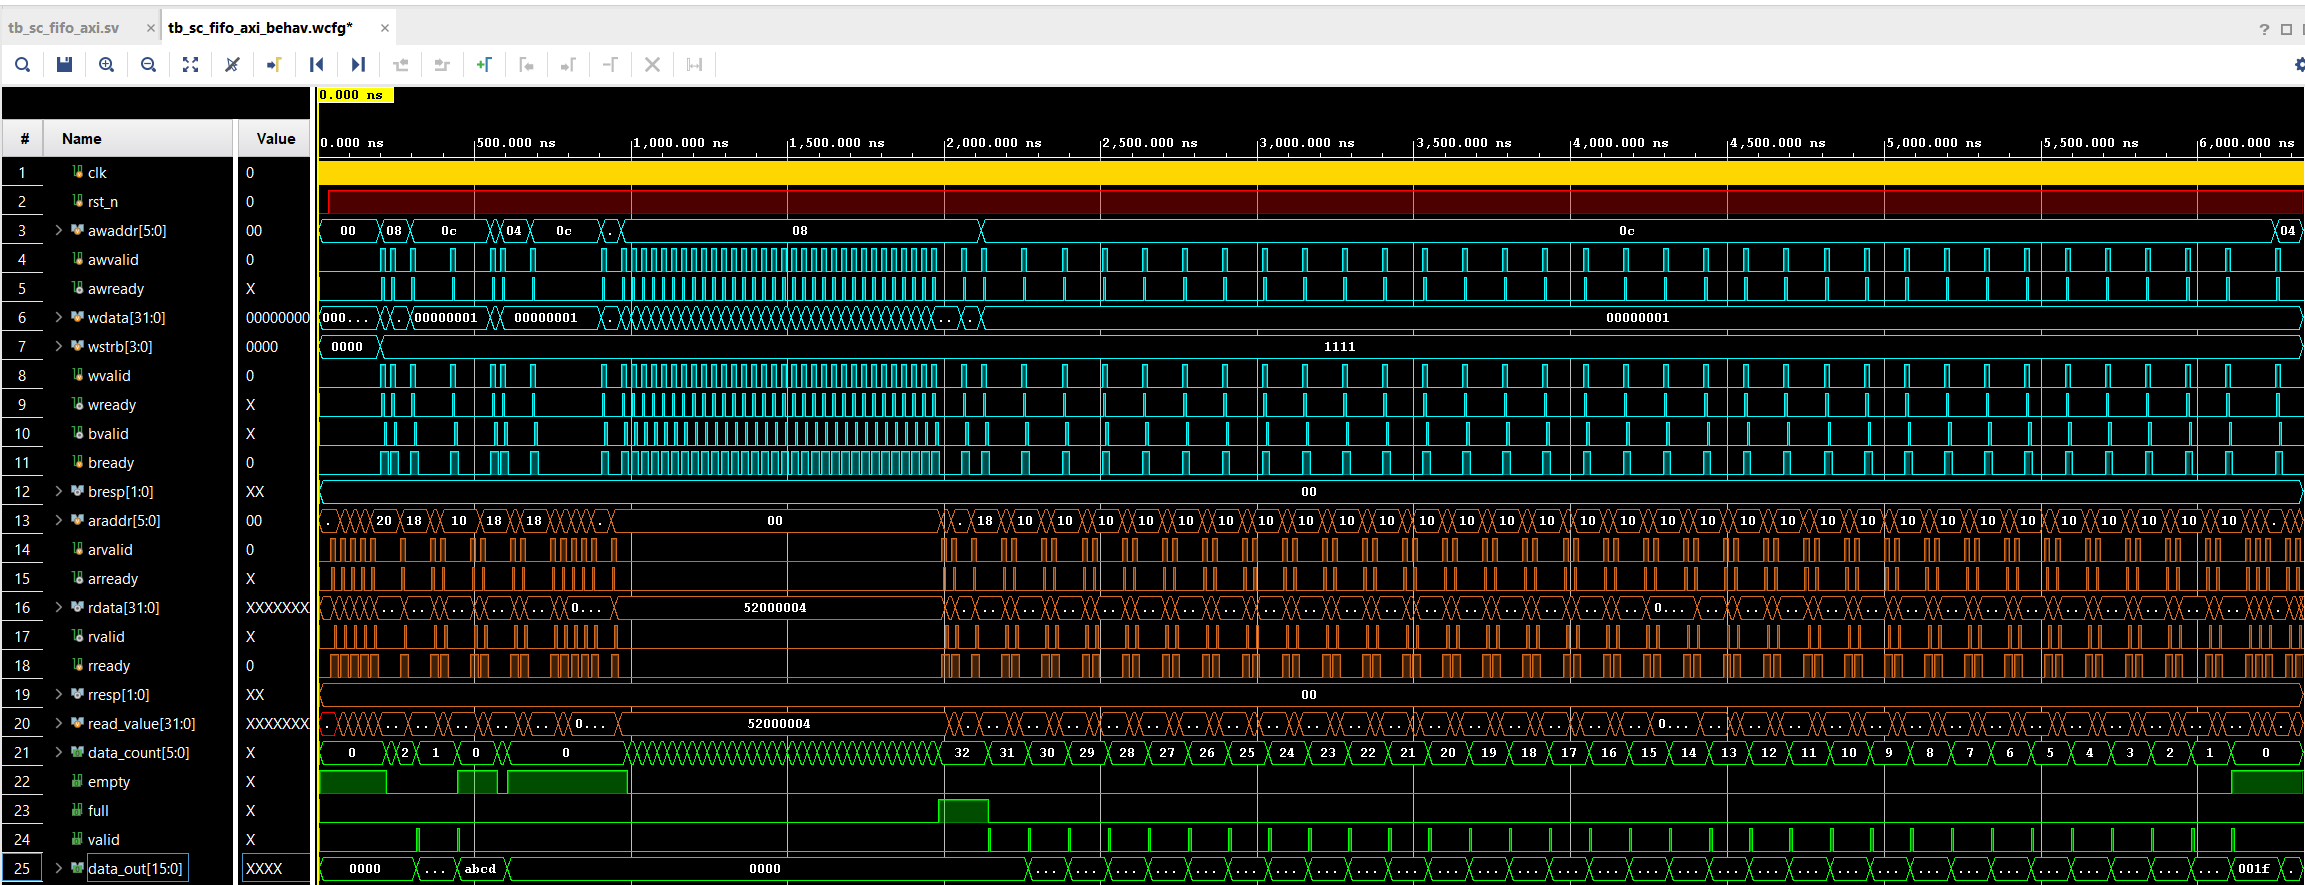 tb_sc_fifo_axi.sv × tb_sc_fifo_axi_behav.wcfg* ×
?
0.000 ns
# Name Value
0.000 ns 500.000 ns 1,000.000 ns 1,500.000 ns 2,000.000 ns 2,500.000 ns 3,000.000 ns 3,500.000 ns 4,000.000 ns 4,500.000 ns 5,000.000 ns 5,500.000 ns 6,000.000 ns
1 clk 0
2 rst_n 0
3 awaddr[5:0] 00 00 08 0c 04 0c . 08 0c 04
4 awvalid 0
5 awready X
6 wdata[31:0] 00000000 000... . 00000001 00000001 . .. . 00000001
7 wstrb[3:0] 0000 0000 1111
8 wvalid 0
9 wready X
10 bvalid X
11 bready 0
12 bresp[1:0] XX 00
13 araddr[5:0] 00 . 20 18 10 18 18 . 00 . 18 10 10 10 10 10 10 10 10 10 10 10 10 10 10 10 10 10 10 10 10 10 10 10 10 10 10 10 10 10 10 10 .
14 arvalid 0
15 arready X
16 rdata[31:0] XXXXXXX .. .. .. .. .. .. 0... 52000004 . .. .. .. .. .. .. .. .. .. .. .. .. .. .. .. .. 0... .. .. .. .. .. .. .. .. .. .. .. .. .. .. .
17 rvalid X
18 rready 0
19 rresp[1:0] XX 00
20 read_value[31:0] XXXXXXX .. .. .. .. .. .. 0... 52000004 . .. .. .. .. .. .. .. .. .. .. .. .. .. .. .. .. 0... .. .. .. .. .. .. .. .. .. .. .. .. .. .. .
21 data_count[5:0] X 0 2 1 0 0 32 31 30 29 28 27 26 25 24 23 22 21 20 19 18 17 16 15 14 13 12 11 10 9 8 7 6 5 4 3 2 1 0
22 empty X
23 full X
24 valid X
25 data_out[15:0] XXXX 0000 ... abcd 0000 ... ... ... ... ... ... ... ... ... ... ... ... ... ... ... ... ... ... ... ... ... ... ... ... ... ... ... ... ... ... 001f .